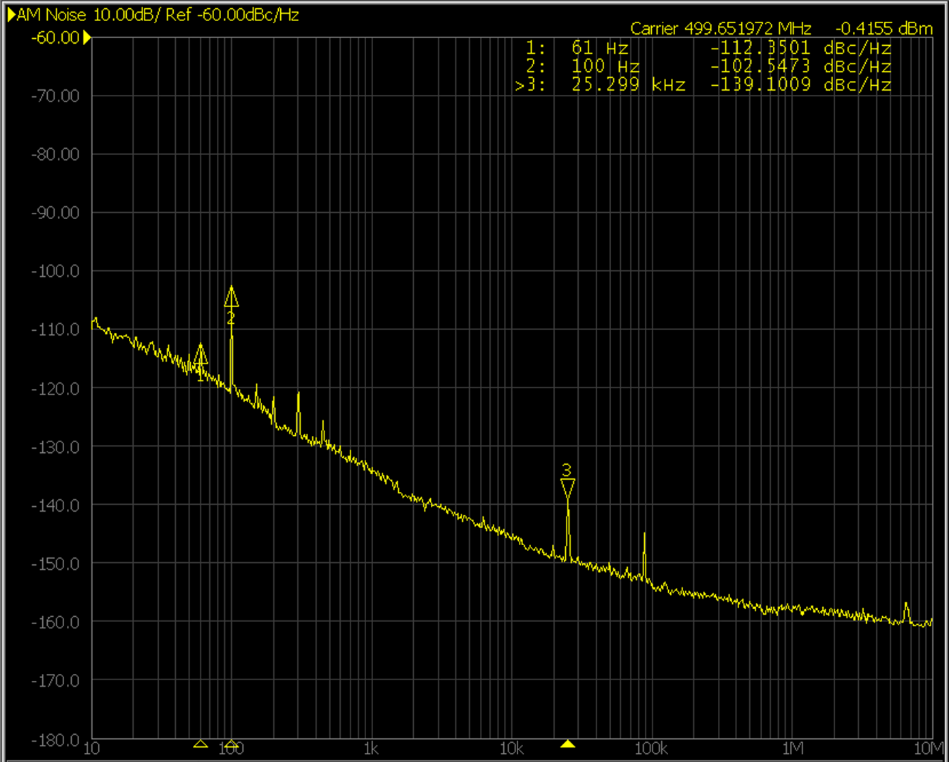 ▶AM Noise 10.00dB/ Ref -60.00dBc/Hz
Carrier 499.651972 MHz -0.4155 dBm
1: 61 Hz -112.3501 dBc/Hz
2: 100 Hz -102.5473 dBc/Hz
>3: 25.299 kHz -139.1009 dBc/Hz
-60.00
-70.00
-80.00
-90.00
-100.0
-110.0
-120.0
-130.0
-140.0
-150.0
-160.0
-170.0
-180.0
2
1
3
10 100 1k 10k 100k 1M 10M